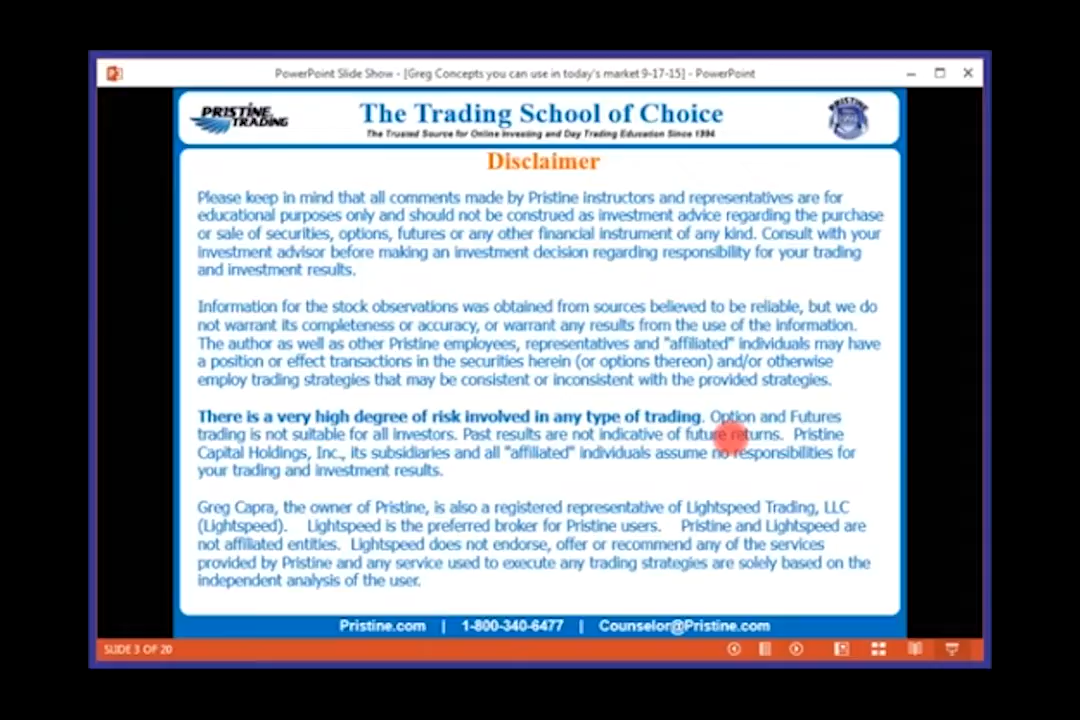 PowerPoint Slide Show - [Greg Concepts you can use in today's market 9-17-15] - PowerPoint
PRISTINE TRADING
The Trading School of Choice
The Trusted Source for Online Investing and Day Trading Education Since 1994
PRISTINE
Disclaimer
Please keep in mind that all comments made by Pristine instructors and representatives are for
educational purposes only and should not be construed as investment advice regarding the purchase
or sale of securities, options, futures or any other financial instrument of any kind. Consult with your
investment advisor before making an investment decision regarding responsibility for your trading
and investment results.
Information for the stock observations was obtained from sources believed to be reliable, but we do
not warrant its completeness or accuracy, or warrant any results from the use of the information.
The author as well as other Pristine employees, representatives and "affiliated" individuals may have
a position or effect transactions in the securities herein (or options thereon) and/or otherwise
employ trading strategies that may be consistent or inconsistent with the provided strategies.
There is a very high degree of risk involved in any type of trading. Option and Futures
trading is not suitable for all investors. Past results are not indicative of future returns. Pristine
Capital Holdings, Inc., its subsidiaries and all "affiliated" individuals assume no responsibilities for
your trading and investment results.
Greg Capra, the owner of Pristine, is also a registered representative of Lightspeed Trading, LLC
(Lightspeed). Lightspeed is the preferred broker for Pristine users. Pristine and Lightspeed are
not affiliated entities. Lightspeed does not endorse, offer or recommend any of the services
provided by Pristine and any service used to execute any trading strategies are solely based on the
independent analysis of the user.
Pristine.com | 1-800-340-6477 | Counselor@Pristine.com
SLIDE 3 OF 20